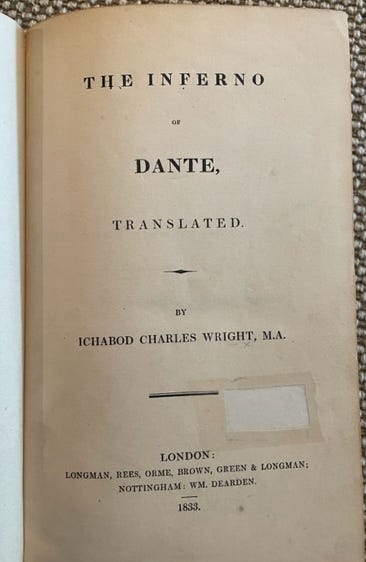 THE INFERNO
OF
DANTE,
TRANSLATED.
BY
ICHABOD CHARLES WRIGHT, M.A.
LONDON:
LONGMAN, REES, ORME, BROWN, GREEN & LONGMAN;
NOTTINGHAM: WM. DEARDEN.
1833.